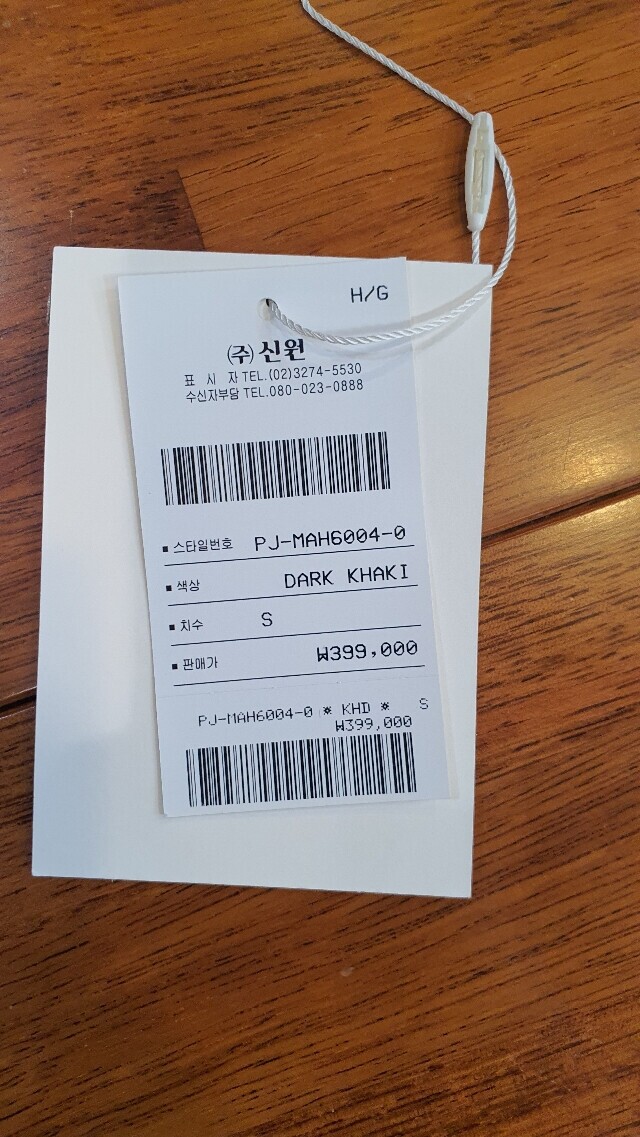 H/G
㈜신원
표 시 자 TEL.(02)3274-5530
수신자부담 TEL.080-023-0888
▪ 스타일번호 PJ-MAH6004-0
▪ 색상 DARK KHAKI
▪ 치수 S
▪ 판매가 ₩399,000
PJ-MAH6004-0 ※ KHD ※ S
₩399,000